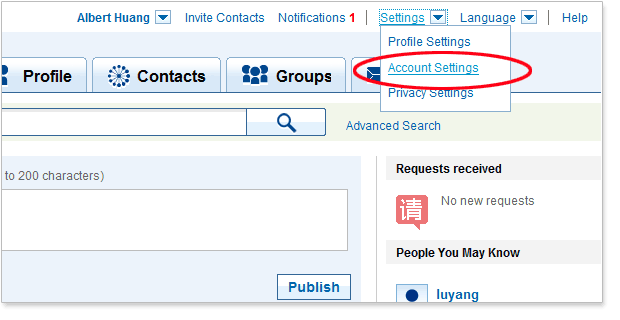 Albert Huang Invite Contacts Notifications 1 Settings Language Help
Profile Settings
Account Settings
Privacy Settings
Profile Contacts Groups
Advanced Search
to 200 characters)
Publish
Requests received
请 No new requests
People You May Know
luyang